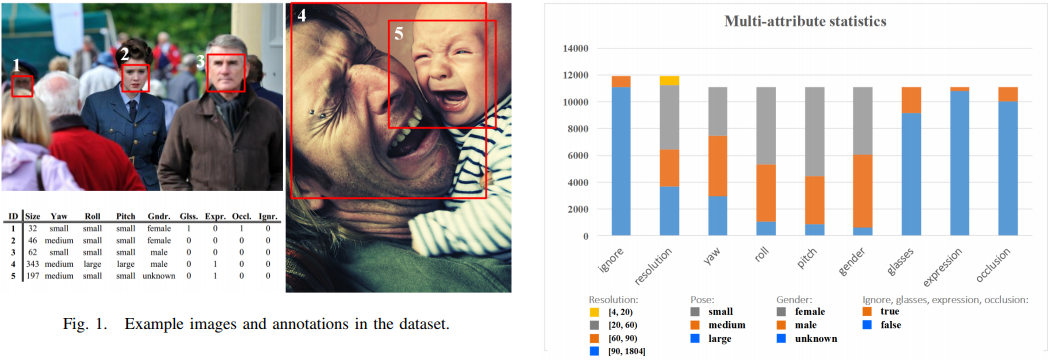 1
2
3
4
5
ID Size Yaw Roll Pitch Gndr. Glss. Expr. Occl. Ignr.
1 32 small small small female 1 0 1 0
2 46 medium small small female 0 0 0 0
3 62 small small small male 0 0 0 0
4 343 medium large large male 0 1 0 0
5 197 medium small small unknown 0 1 0 0
Fig. 1. Example images and annotations in the dataset.
Multi-attribute statistics
14000
12000
10000
8000
6000
4000
2000
0
ignore
resolution
yaw
roll
pitch
gender
glasses
expression
occlusion
Resolution:
[4, 20)
[20, 60)
[60, 90)
[90, 1804]
Pose:
small
medium
large
Gender:
female
male
unknown
Ignore, glasses, expression, occlusion:
true
false